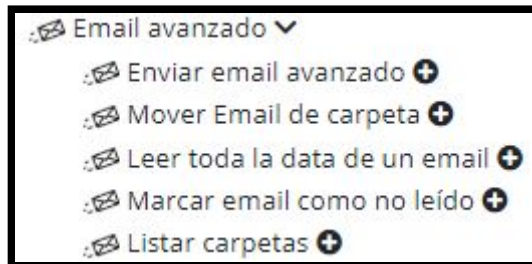 Email avanzado
Enviar email avanzado
Mover Email de carpeta
Leer toda la data de un email
Marcar email como no leído
Listar carpetas